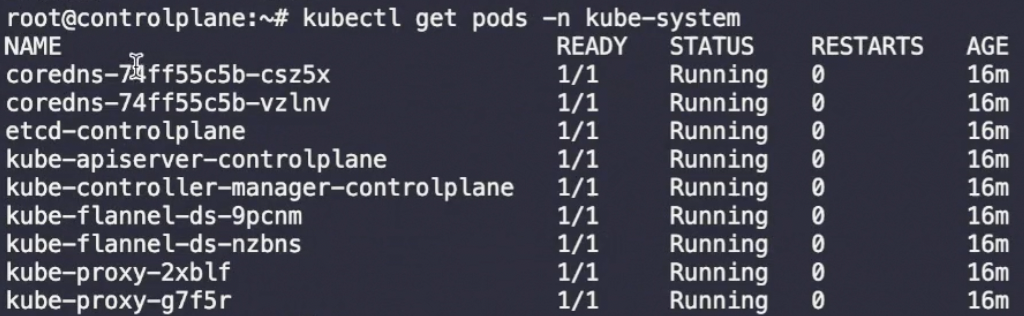 root@controlplane:~# kubectl get pods -n kube-system
NAME READY STATUS RESTARTS AGE
coredns-74ff55c5b-csz5x 1/1 Running 0 16m
coredns-74ff55c5b-vzlnv 1/1 Running 0 16m
etcd-controlplane 1/1 Running 0 16m
kube-apiserver-controlplane 1/1 Running 0 16m
kube-controller-manager-controlplane 1/1 Running 0 16m
kube-flannel-ds-9pcnm 1/1 Running 0 16m
kube-flannel-ds-nzbns 1/1 Running 0 16m
kube-proxy-2xblf 1/1 Running 0 16m
kube-proxy-g7f5r 1/1 Running 0 16m